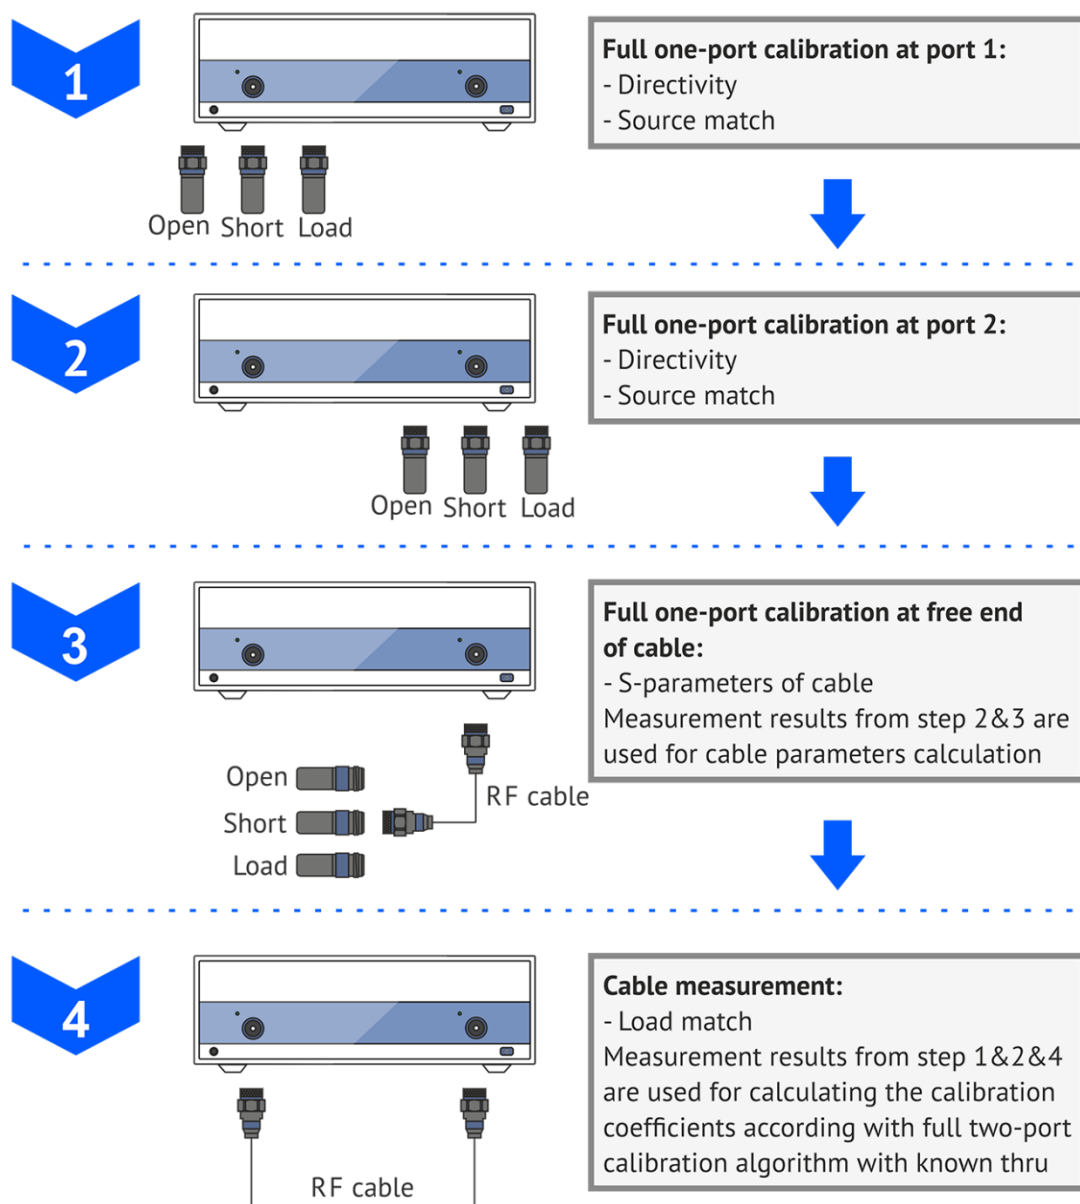 1
Full one-port calibration at port 1:
- Directivity
- Source match
Open Short Load
2
Full one-port calibration at port 2:
- Directivity
- Source match
Open Short Load
3
Full one-port calibration at free end
of cable:
- S-parameters of cable
Measurement results from step 2&3 are
used for cable parameters calculation
Open
RF cable
Short
Load
4
Cable measurement:
- Load match
Measurement results from step 1&2&4
are used for calculating the calibration
coefficients according with full two-port
calibration algorithm with known thru
RF cable